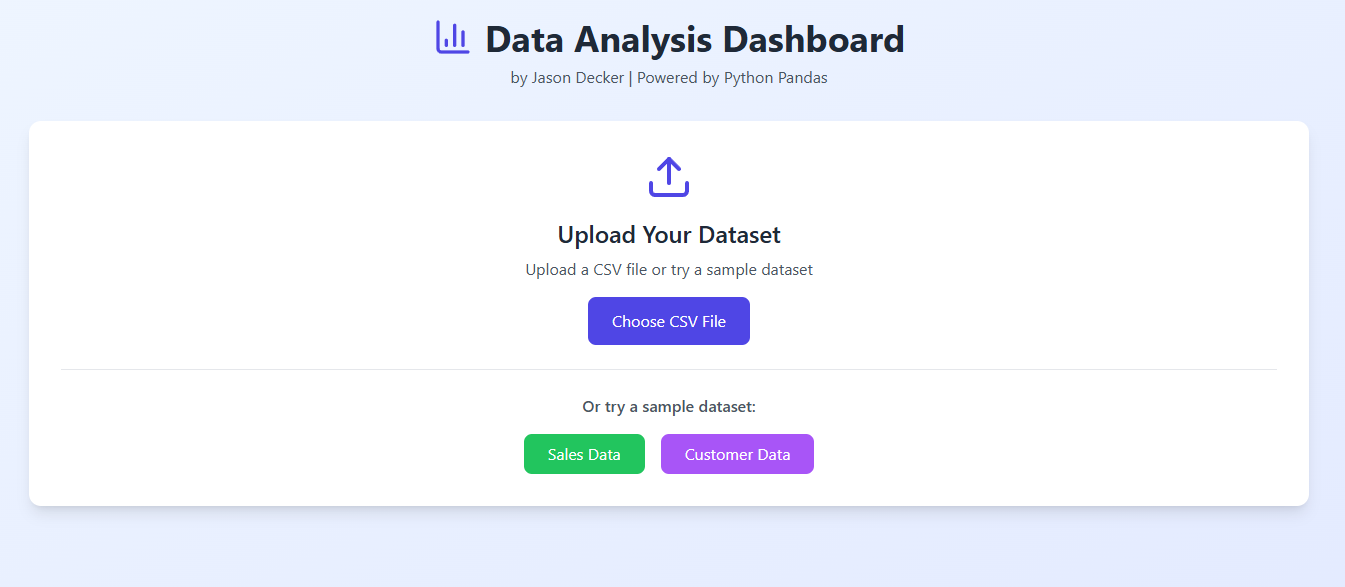 Data Analysis Dashboard
by Jason Decker | Powered by Python Pandas
Upload Your Dataset
Upload a CSV file or try a sample dataset
Choose CSV File
Or try a sample dataset:
Sales Data
Customer Data